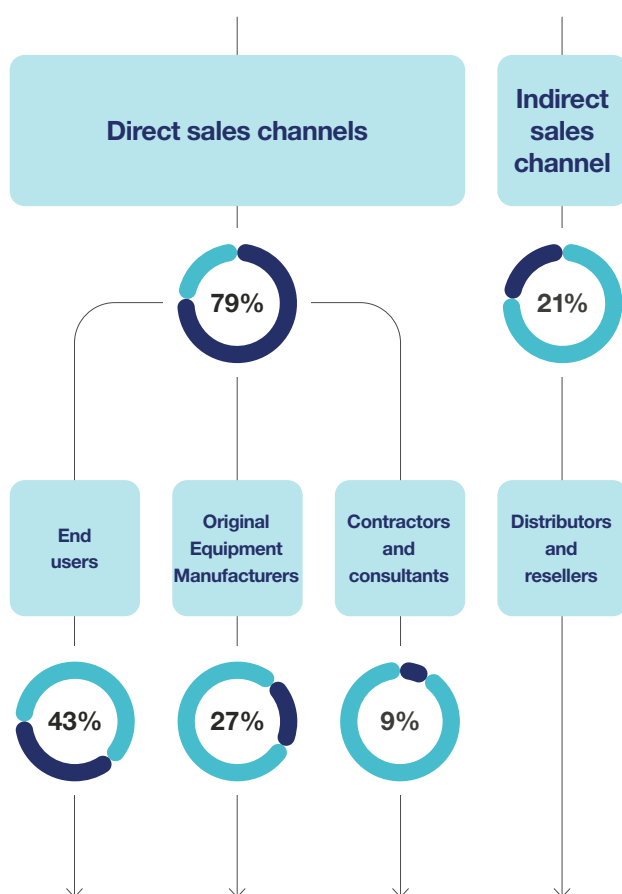 Direct sales channels
Indirect
sales
channel
79%
21%
End
users
Original
Equipment
Manufacturers
Contractors
and
consultants
Distributors
and
resellers
43%
27%
9%